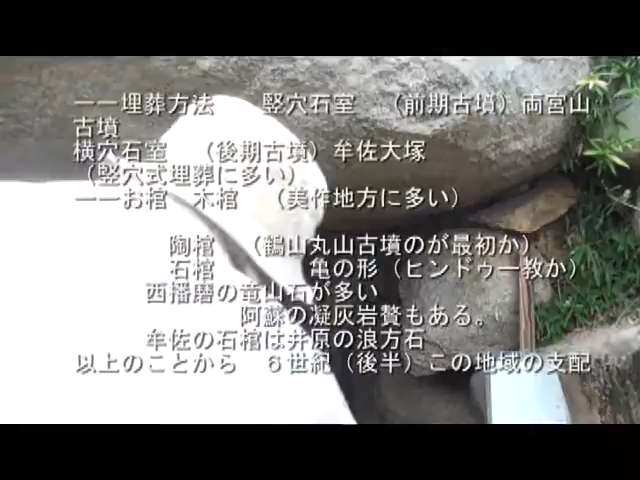 一一埋葬方法　　竪穴石室　（前期古墳）両宮山
古墳
横穴石室　（後期古墳）牟佐大塚
（竪穴式埋葬に多い）
一一お棺　木棺　（美作地方に多い）
陶棺　（鶴山丸山古墳のが最初か）
石棺　　　　亀の形（ヒンドゥー教か）
西播磨の竜山石が多い
阿蘇の凝灰岩贅もある。
牟佐の石棺は井原の浪方石
以上のことから　６世紀（後半）この地域の支配